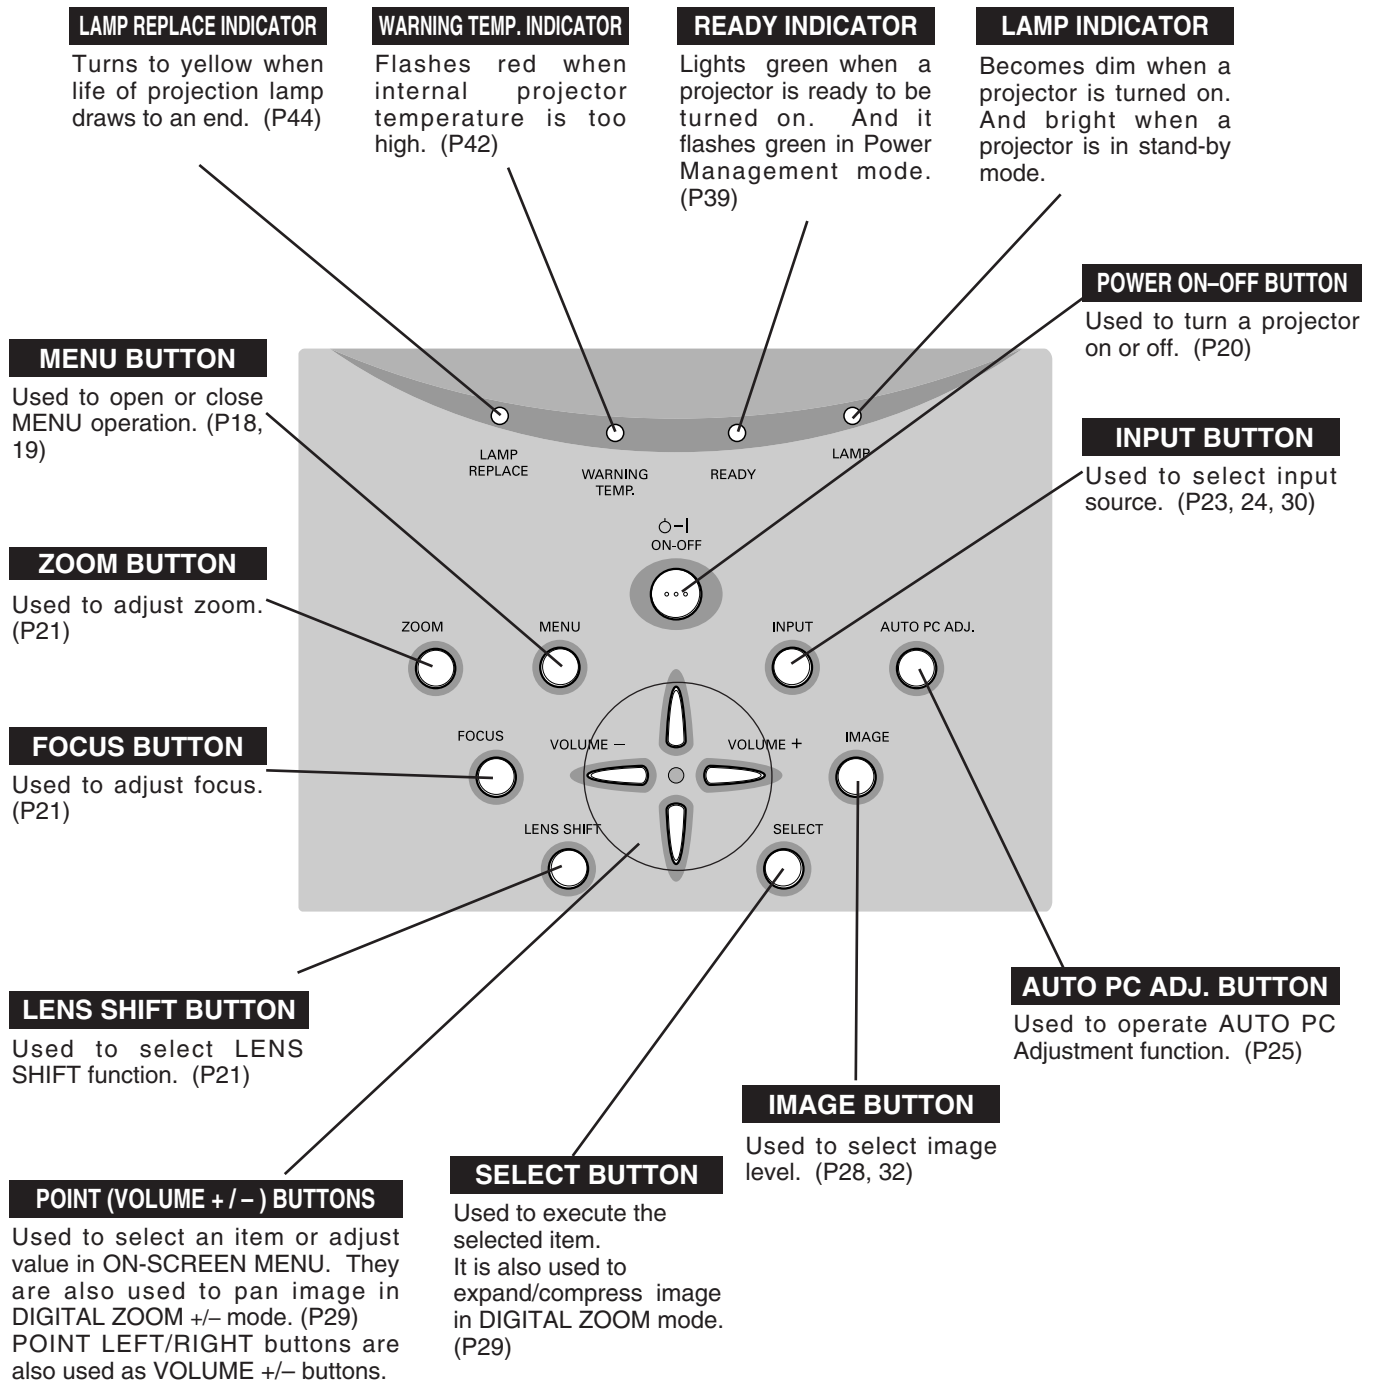 LAMP REPLACE INDICATOR
Turns to yellow when
life of projection lamp
draws to an end. (P44)
WARNING TEMP. INDICATOR
Flashes red when
internal projector
temperature is too
high. (P42)
READY INDICATOR
Lights green when a
projector is ready to be
turned on. And it
flashes green in Power
Management mode.
(P39)
LAMP INDICATOR
Becomes dim when a
projector is turned on.
And bright when a
projector is in stand-by
mode.
POWER ON–OFF BUTTON
Used to turn a projector
on or off. (P20)
MENU BUTTON
Used to open or close
MENU operation. (P18,
19)
INPUT BUTTON
Used to select input
source. (P23, 24, 30)
ZOOM BUTTON
Used to adjust zoom.
(P21)
FOCUS BUTTON
Used to adjust focus.
(P21)
LAMP
REPLACE
WARNING
TEMP.
READY
LAMP
ON-OFF
ZOOM
MENU
INPUT
AUTO PC ADJ.
FOCUS
VOLUME –
VOLUME +
IMAGE
LENS SHIFT
SELECT
LENS SHIFT BUTTON
Used to select LENS
SHIFT function. (P21)
AUTO PC ADJ. BUTTON
Used to operate AUTO PC
Adjustment function. (P25)
IMAGE BUTTON
Used to select image
level. (P28, 32)
SELECT BUTTON
Used to execute the
selected item.
It is also used to
expand/compress image
in DIGITAL ZOOM mode.
(P29)
POINT (VOLUME + / – ) BUTTONS
Used to select an item or adjust
value in ON-SCREEN MENU. They
are also used to pan image in
DIGITAL ZOOM +/– mode. (P29)
POINT LEFT/RIGHT buttons are
also used as VOLUME +/– buttons.